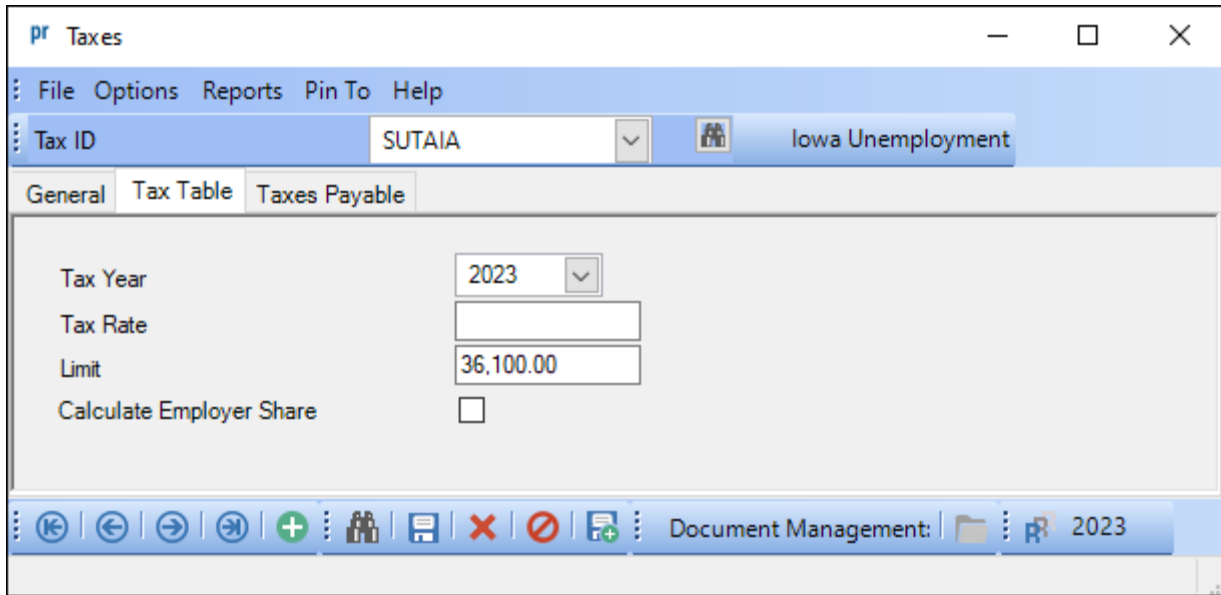 pr Taxes
File Options Reports Pin To Help
Tax ID SUTAIA Iowa Unemployment
General Tax Table Taxes Payable
Tax Year 2023
Tax Rate
Limit 36,100.00
Calculate Employer Share
Document Management: pR 2023